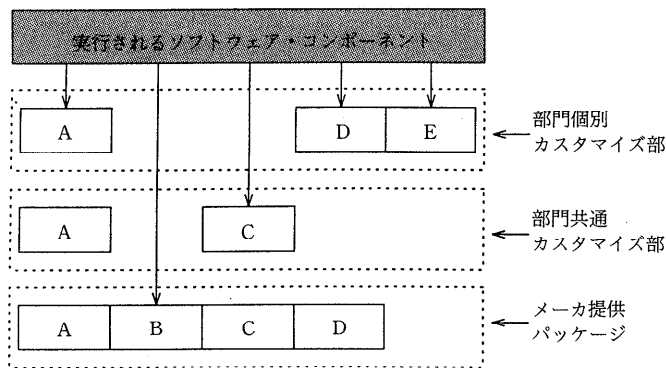 実行されるソフトウェア・コンポーネント
A
D
E
部門個別
カスタマイズ部
A
C
部門共通
カスタマイズ部
A
B
C
D
メーカ提供
パッケージ